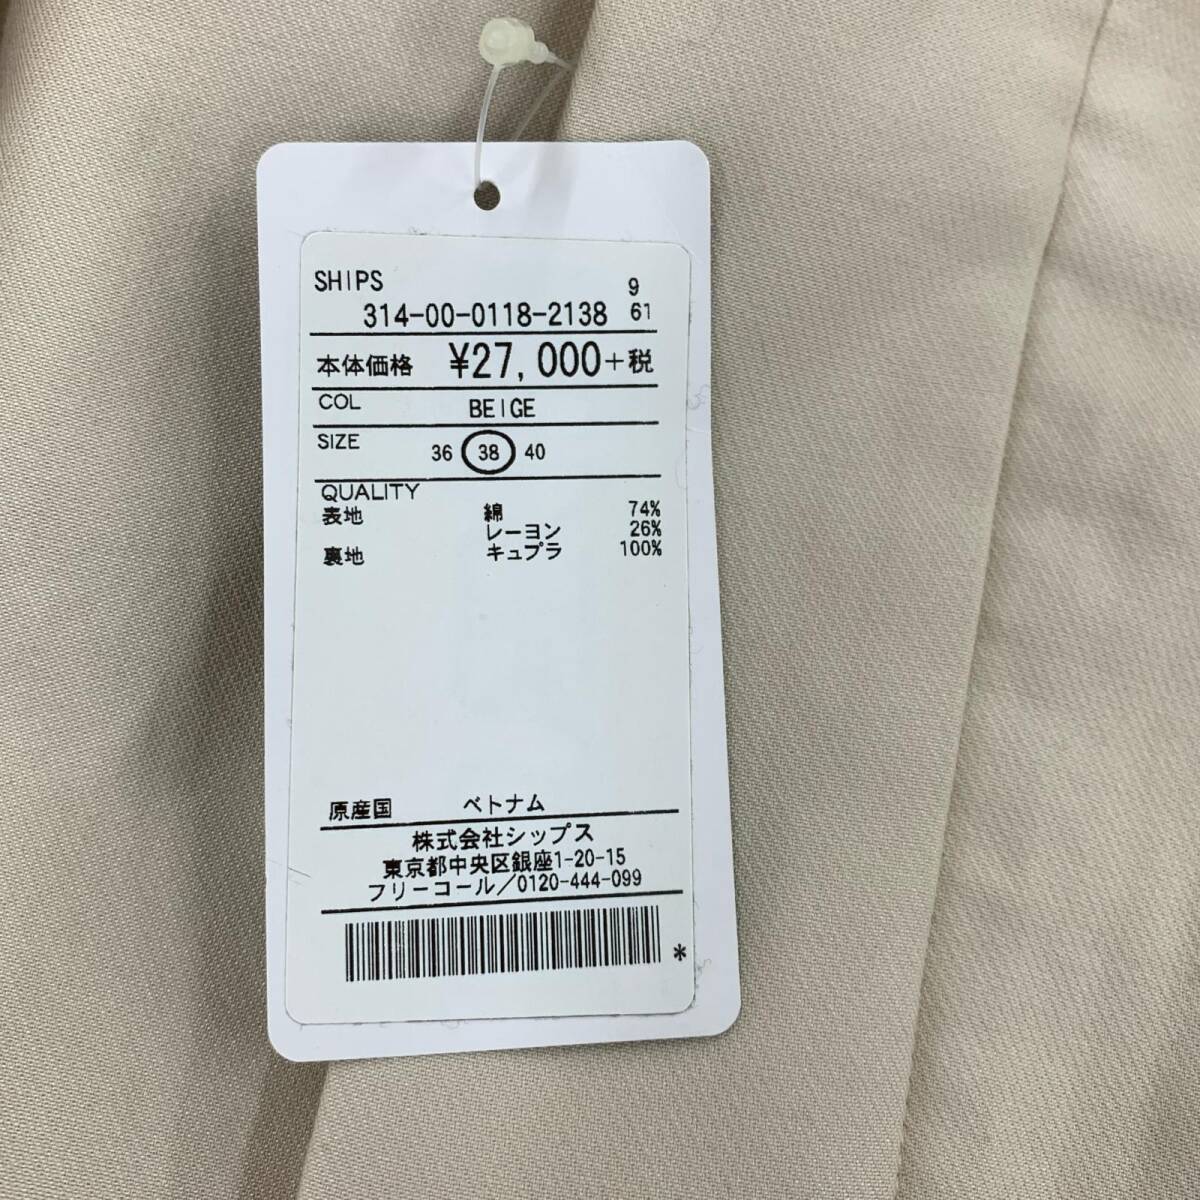 SHIPS 9
314-00-0118-2138 61
本体価格 ¥27,000+税
COL BEIGE
SIZE 36 38 40
QUALITY
表地 綿 74%
レーヨン 26%
裏地 キュプラ 100%
原産国 ベトナム
株式会社シップス
東京都中央区銀座1-20-15
フリーコール/0120-444-099
*